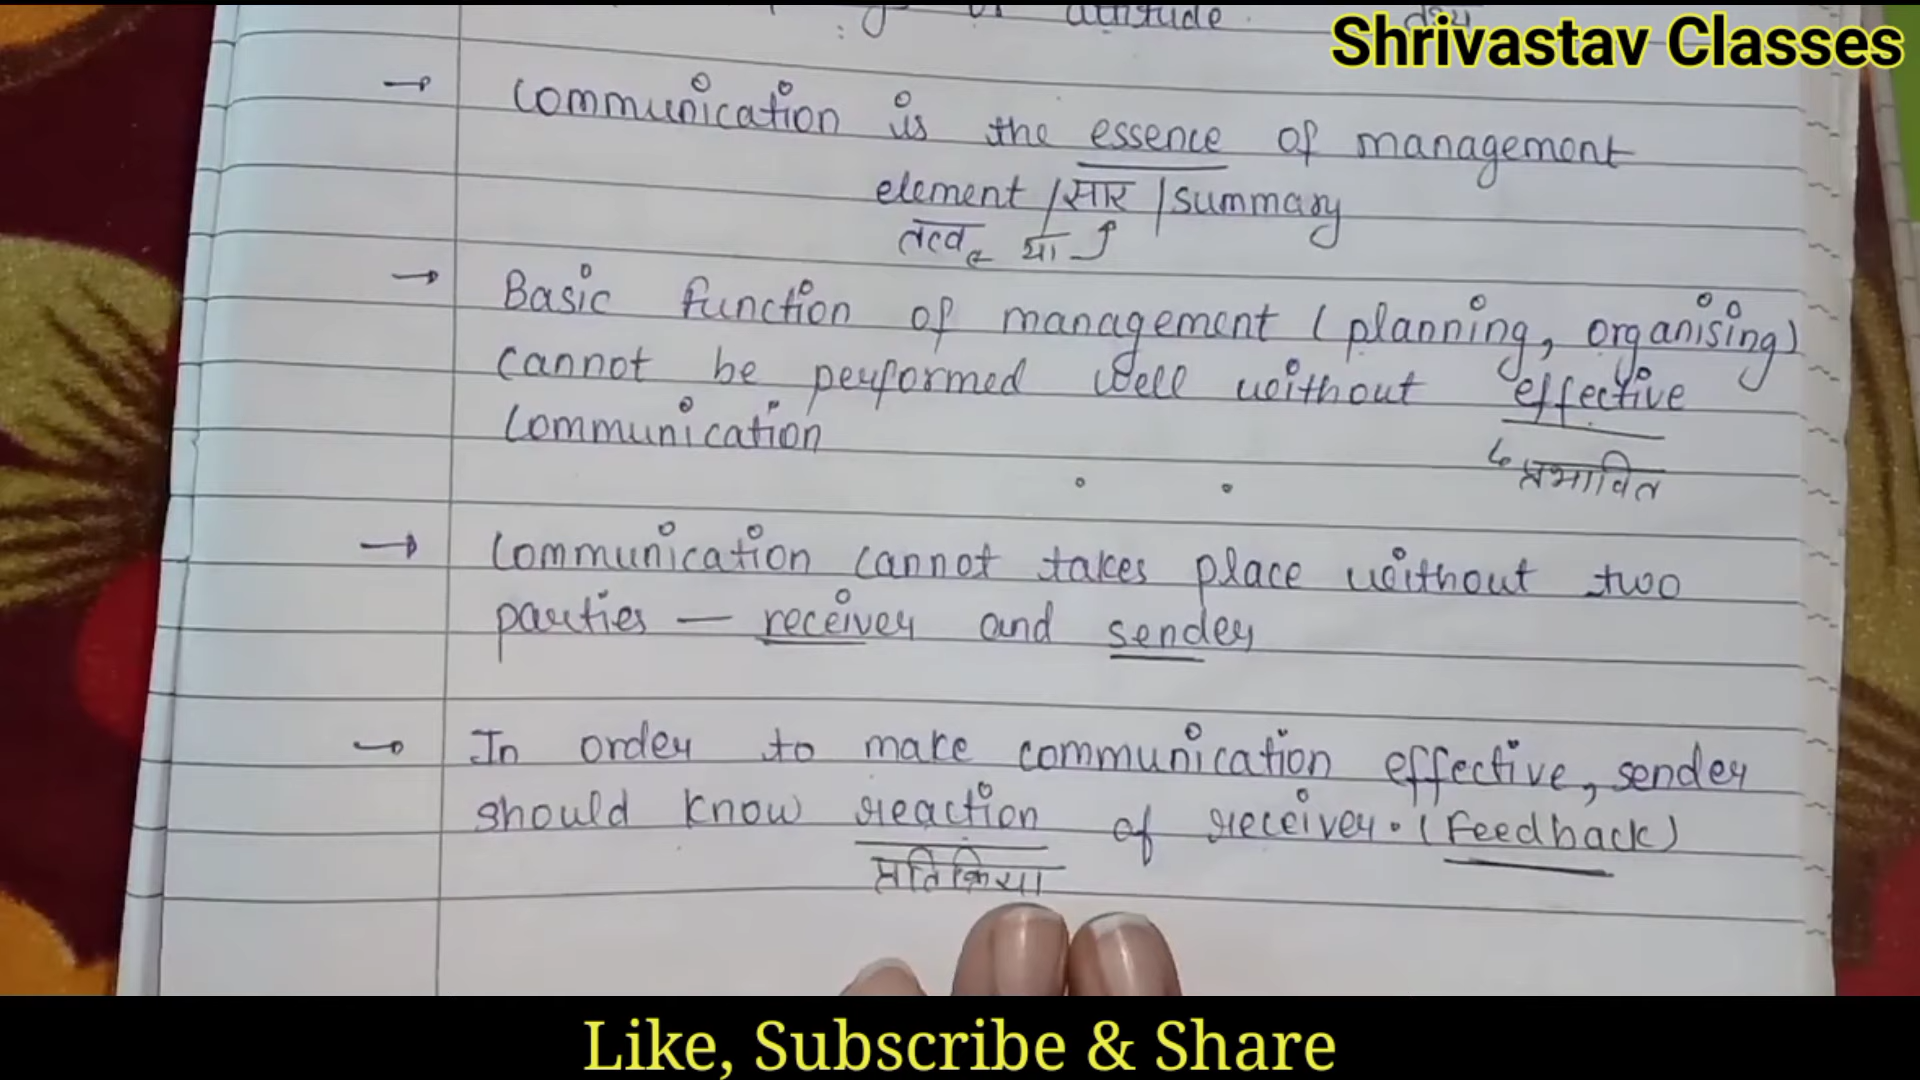 attitude
Shrivastav Classes
→ Communication is the essence of management
element / सार / summary
तत्व या
→ Basic function of management (planning, organising)
cannot be performed well without effective
communication
प्रभावित
→ Communication cannot takes place without two
parties — receiver and sender
→ In order to make communication effective, sender
should know reaction of receiver. (Feedback)
प्रतिक्रिया
Like, Subscribe & Share